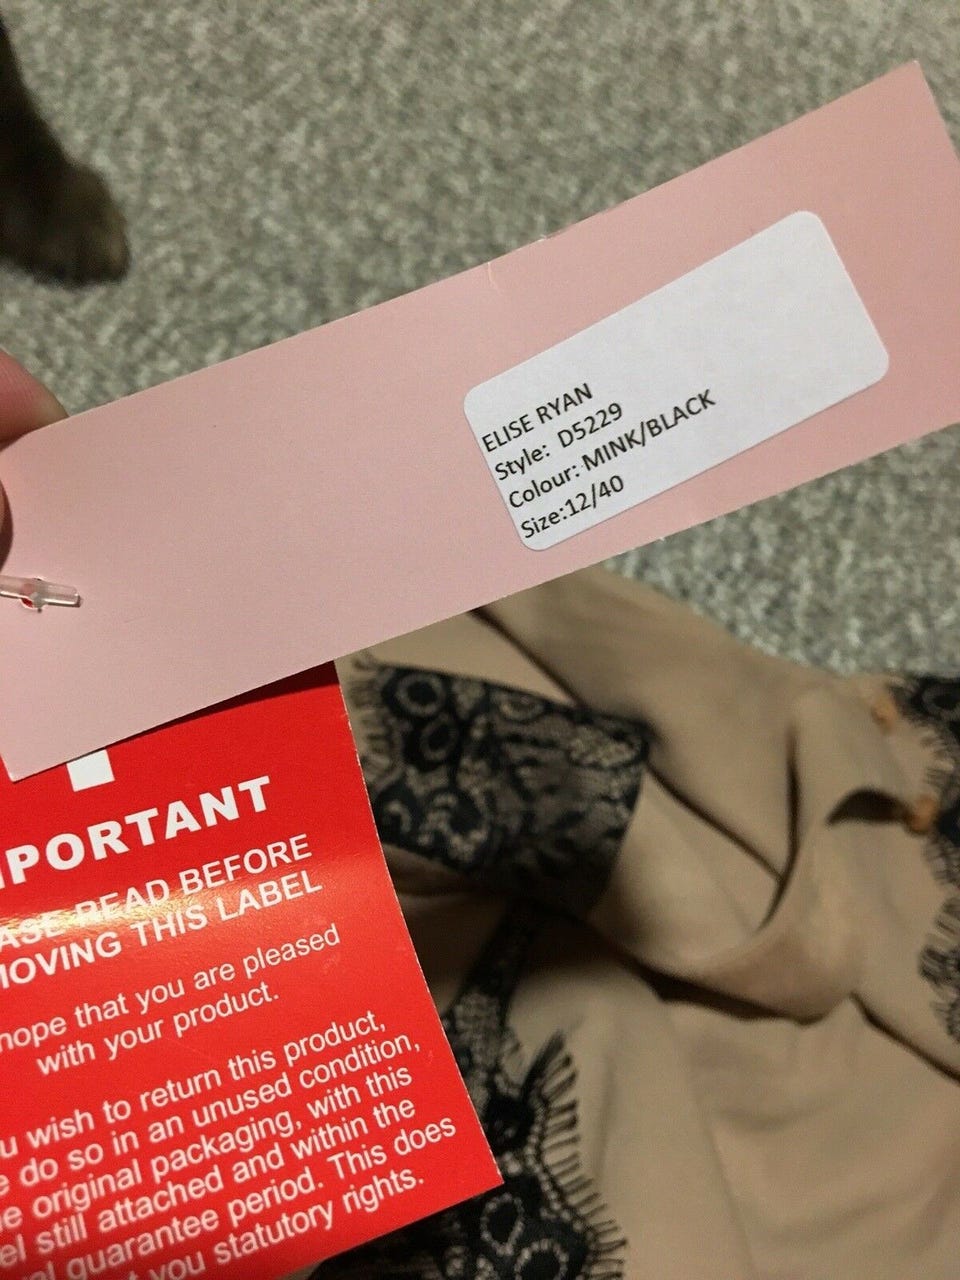 ELISE RYAN
Style: D5229
Colour: MINK/BLACK
Size:12/40
PORTANT
READ BEFORE
THIS LABEL
hope that you are pleased
with your product.
wish to return this product,
do so in an unused condition,
original packaging, with this
still attached and within the
guarantee period. This does
you statutory rights.